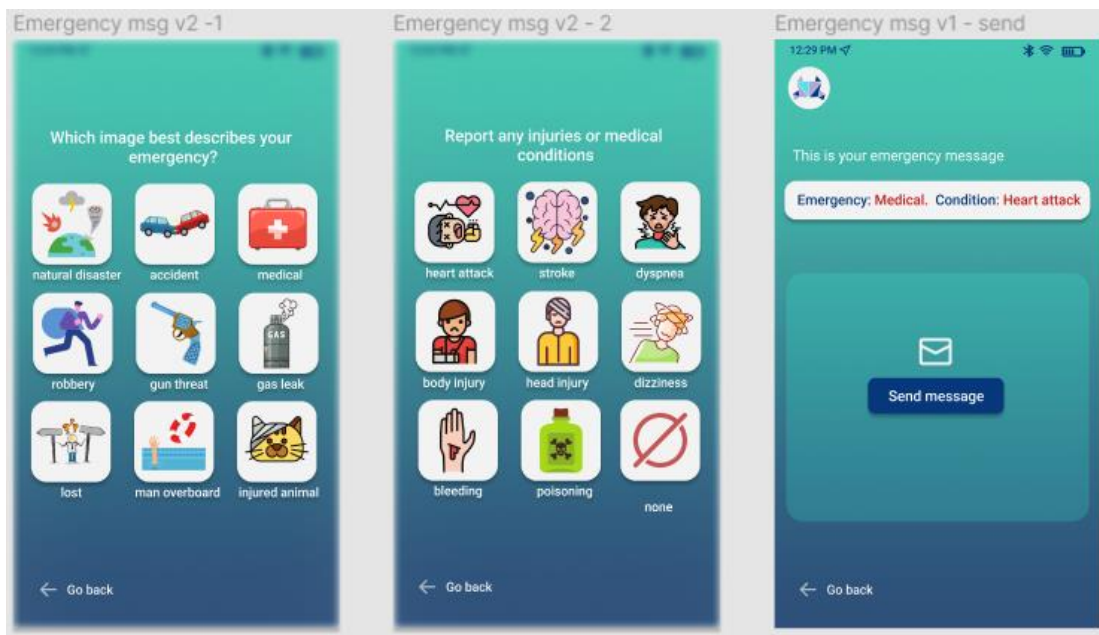 Emergency msg v2 -1
Which image best describes your
emergency?
natural disaster
accident
medical
robbery
gun threat
GAS
gas leak
lost
man overboard
injured animal
Go back
Emergency msg v2 - 2
Report any injuries or medical
conditions
heart attack
stroke
dyspnea
body injury
head injury
dizziness
bleeding
poisoning
none
Go back
Emergency msg v1 - send
12:29 PM
This is your emergency message
Emergency: Medical. Condition: Heart attack
Send message
Go back